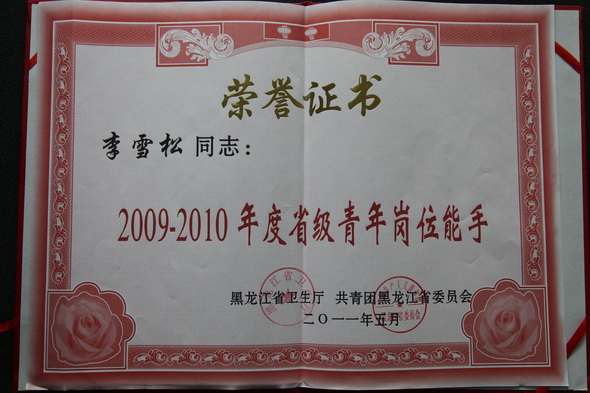 荣誉证书
李雪松 同志：
2009-2010 年度省级青年岗位能手
黑龙江省卫生厅 共青团黑龙江省委员会
二〇一一年五月